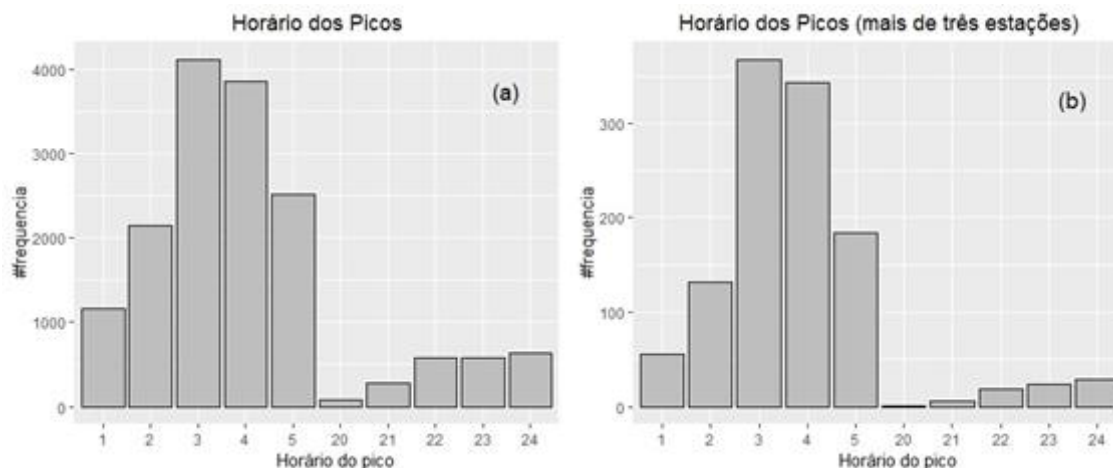 Horário dos Picos
(a)
#frequencia
4000
3000
2000
1000
0
1 2 3 4 5 20 21 22 23 24
Horário do pico
Horário dos Picos (mais de três estações)
(b)
#frequencia
300
200
100
0
1 2 3 4 5 20 21 22 23 24
Horário do pico